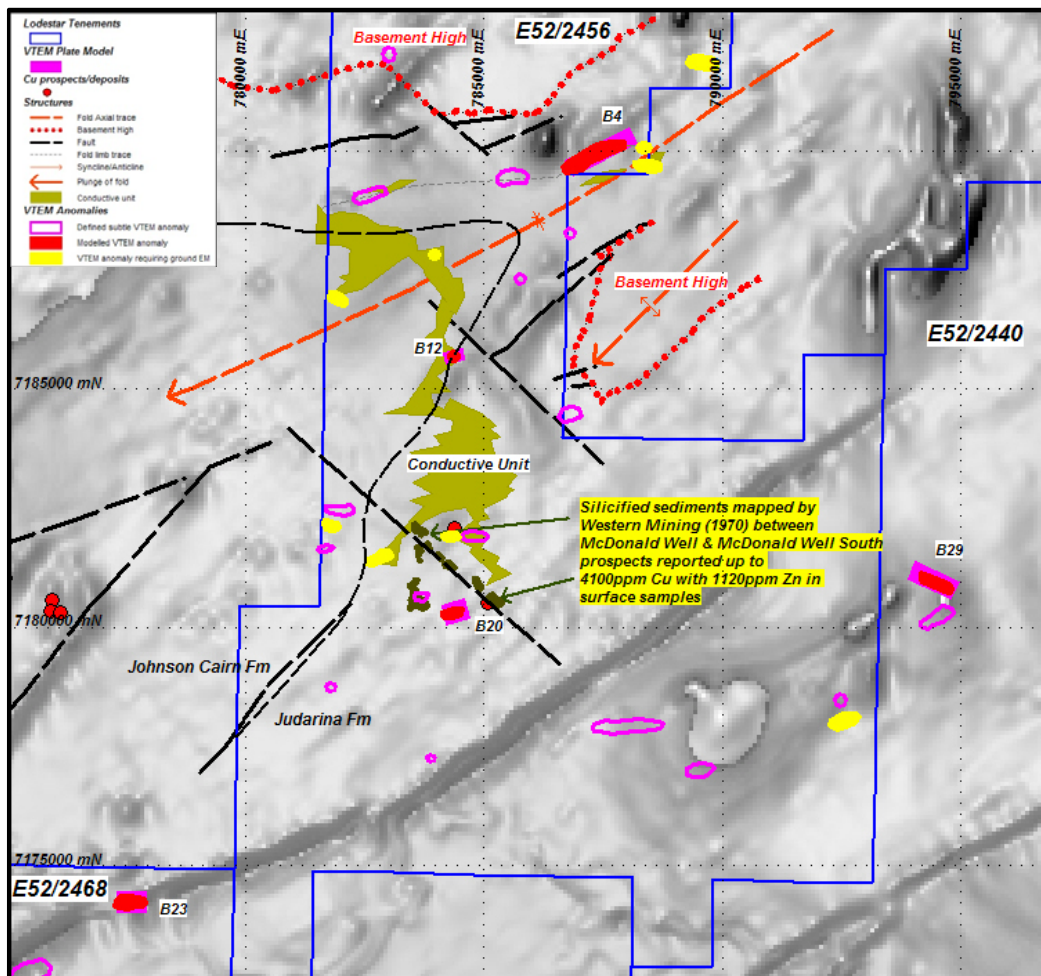 Lodestar Tenements
VTEM Plate Model
Cu prospects/deposits
Structures
Fold Axial trace
Basement High
Fault
Fold limb trace
Syncline/Anticline
Plunge of fold
Conductive unit
VTEM Anomalies
Defined subtle VTEM anomaly
Modelled VTEM anomaly
VTEM anomaly requiring ground EM
780000 mE
785000 mE
790000 mE
795000 mE
E52/2456
Basement High
B4
Basement High
E52/2440
B12
7185000 mN
Conductive Unit
Silicified sediments mapped by
Western Mining (1970) between
McDonald Well & McDonald Well South
prospects reported up to
4100ppm Cu with 1120ppm Zn in
surface samples
B29
7180000 mN
B20
Johnson Cairn Fm
Judarina Fm
7175000 mN
E52/2468
B23